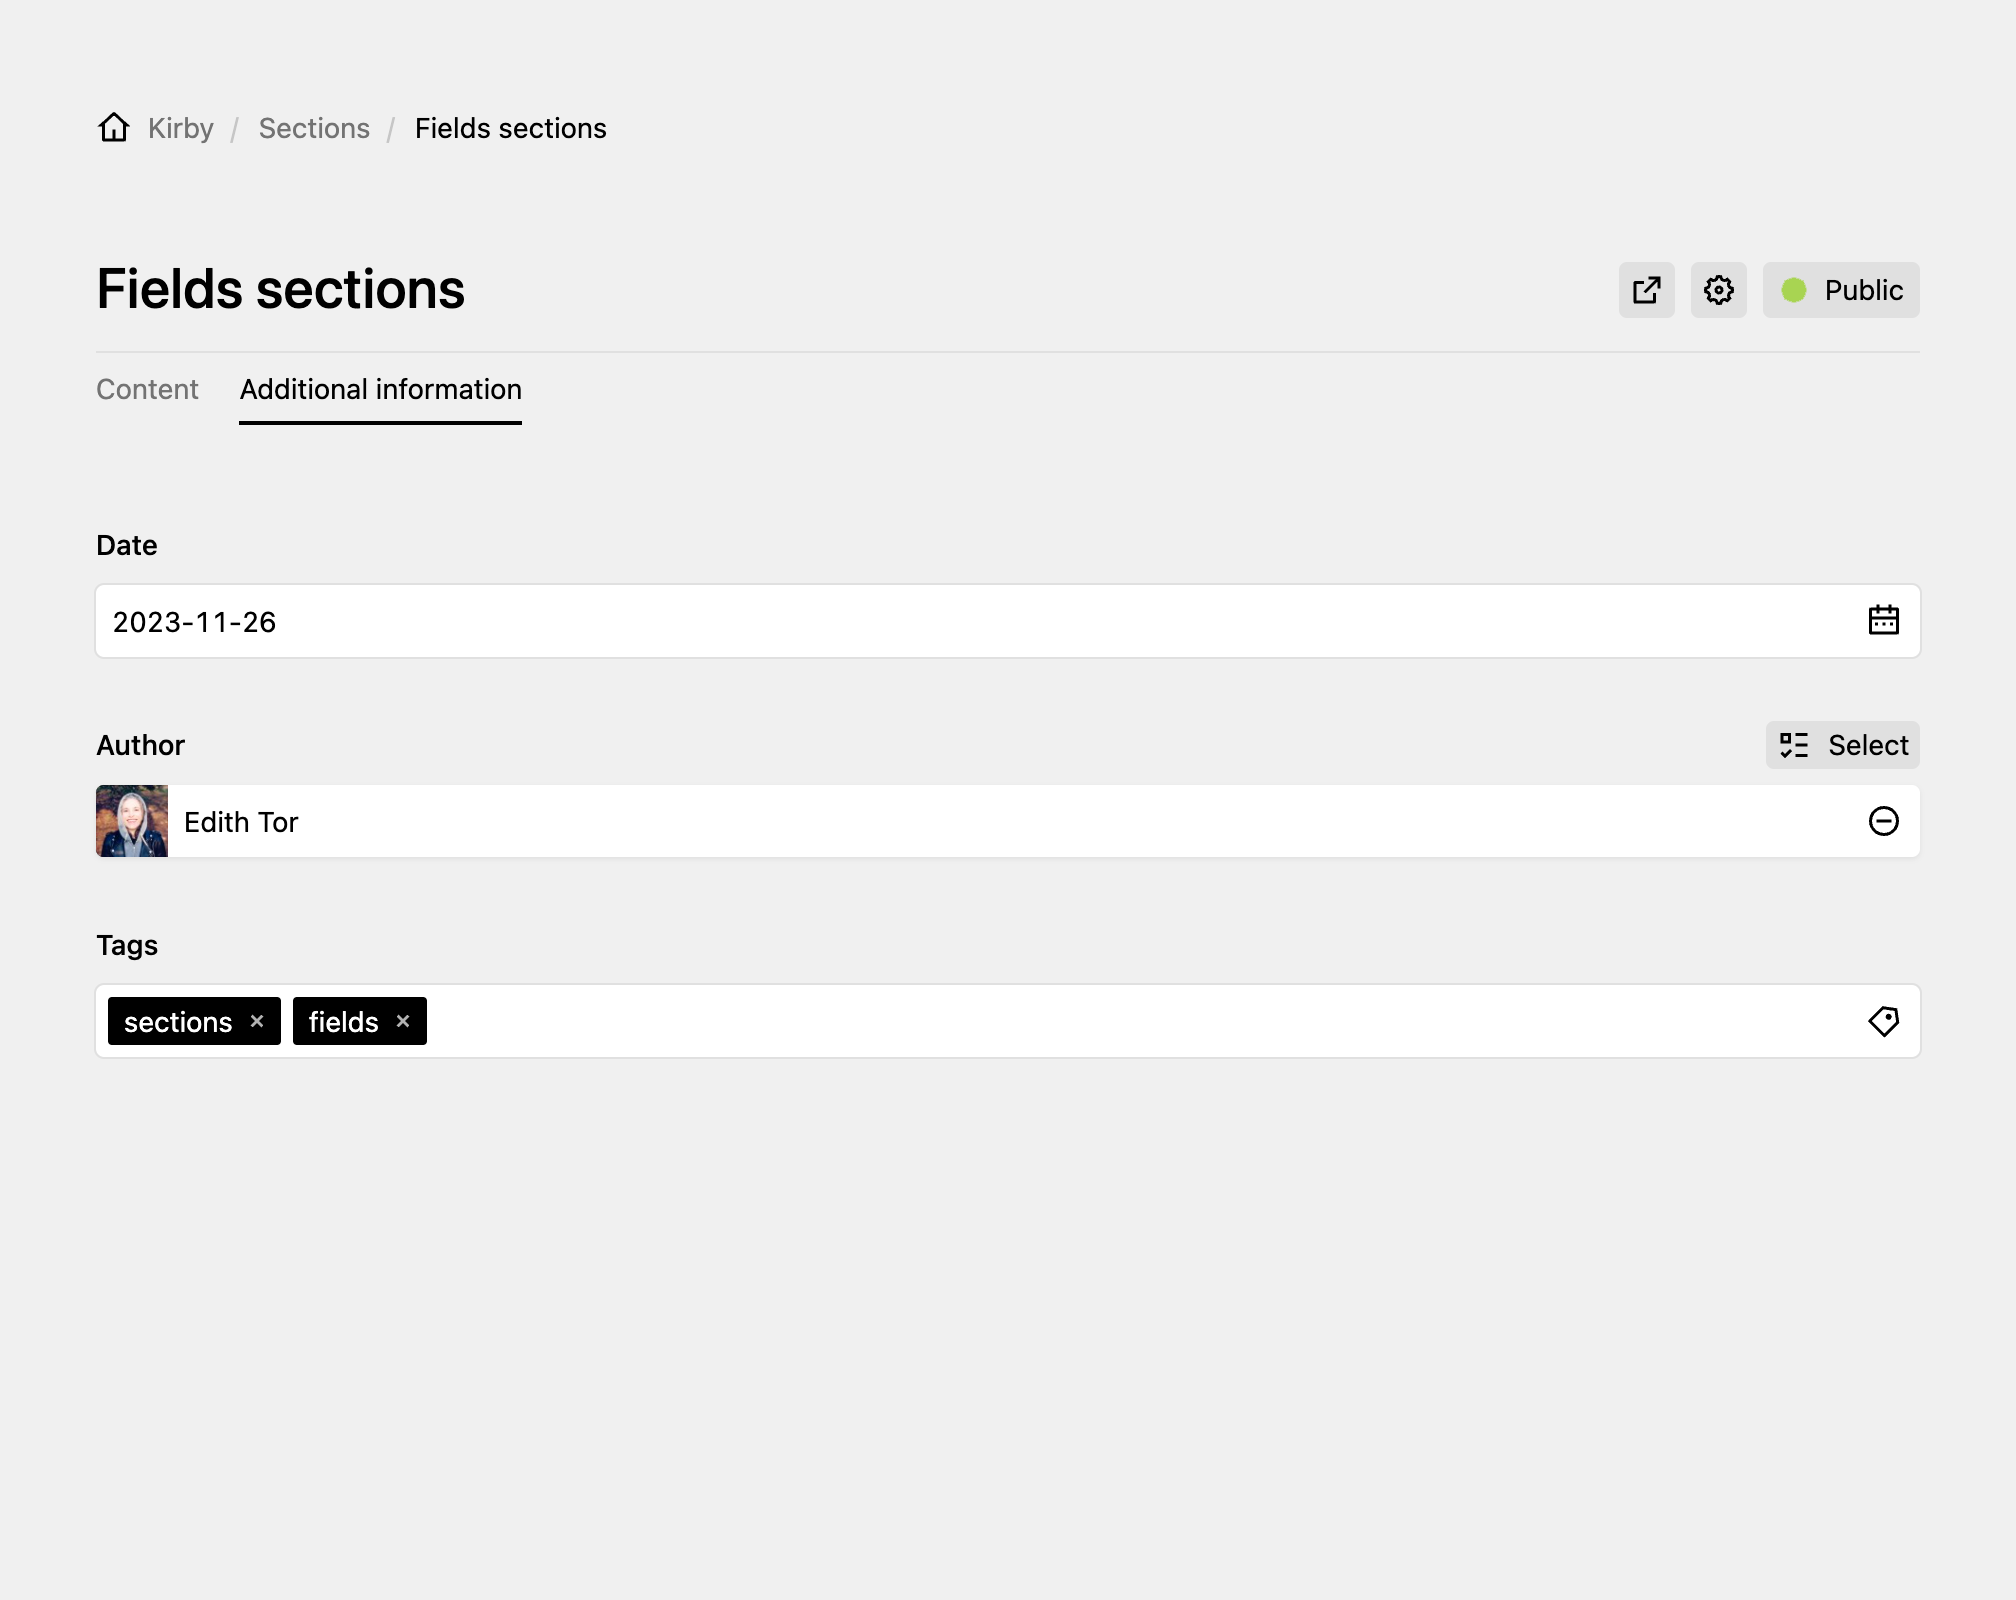 Kirby / Sections / Fields sections
Fields sections
Public
Content Additional information
Date
2023-11-26
Author
Select
Edith Tor
Tags
sections × fields ×